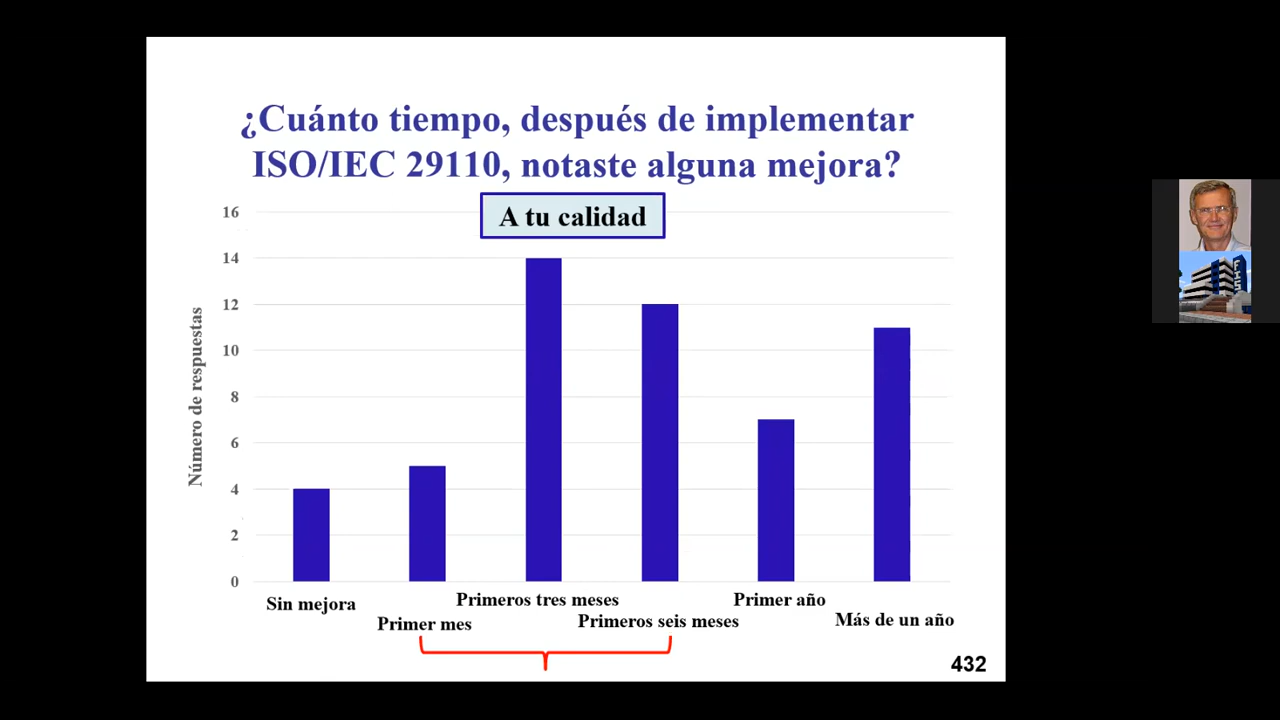 ¿Cuánto tiempo, después de implementar
ISO/IEC 29110, notaste alguna mejora?
A tu calidad
16
14
12
10
8
6
4
2
0
Número de respuestas
Sin mejora
Primer mes
Primeros tres meses
Primeros seis meses
Primer año
Más de un año
432
FIS